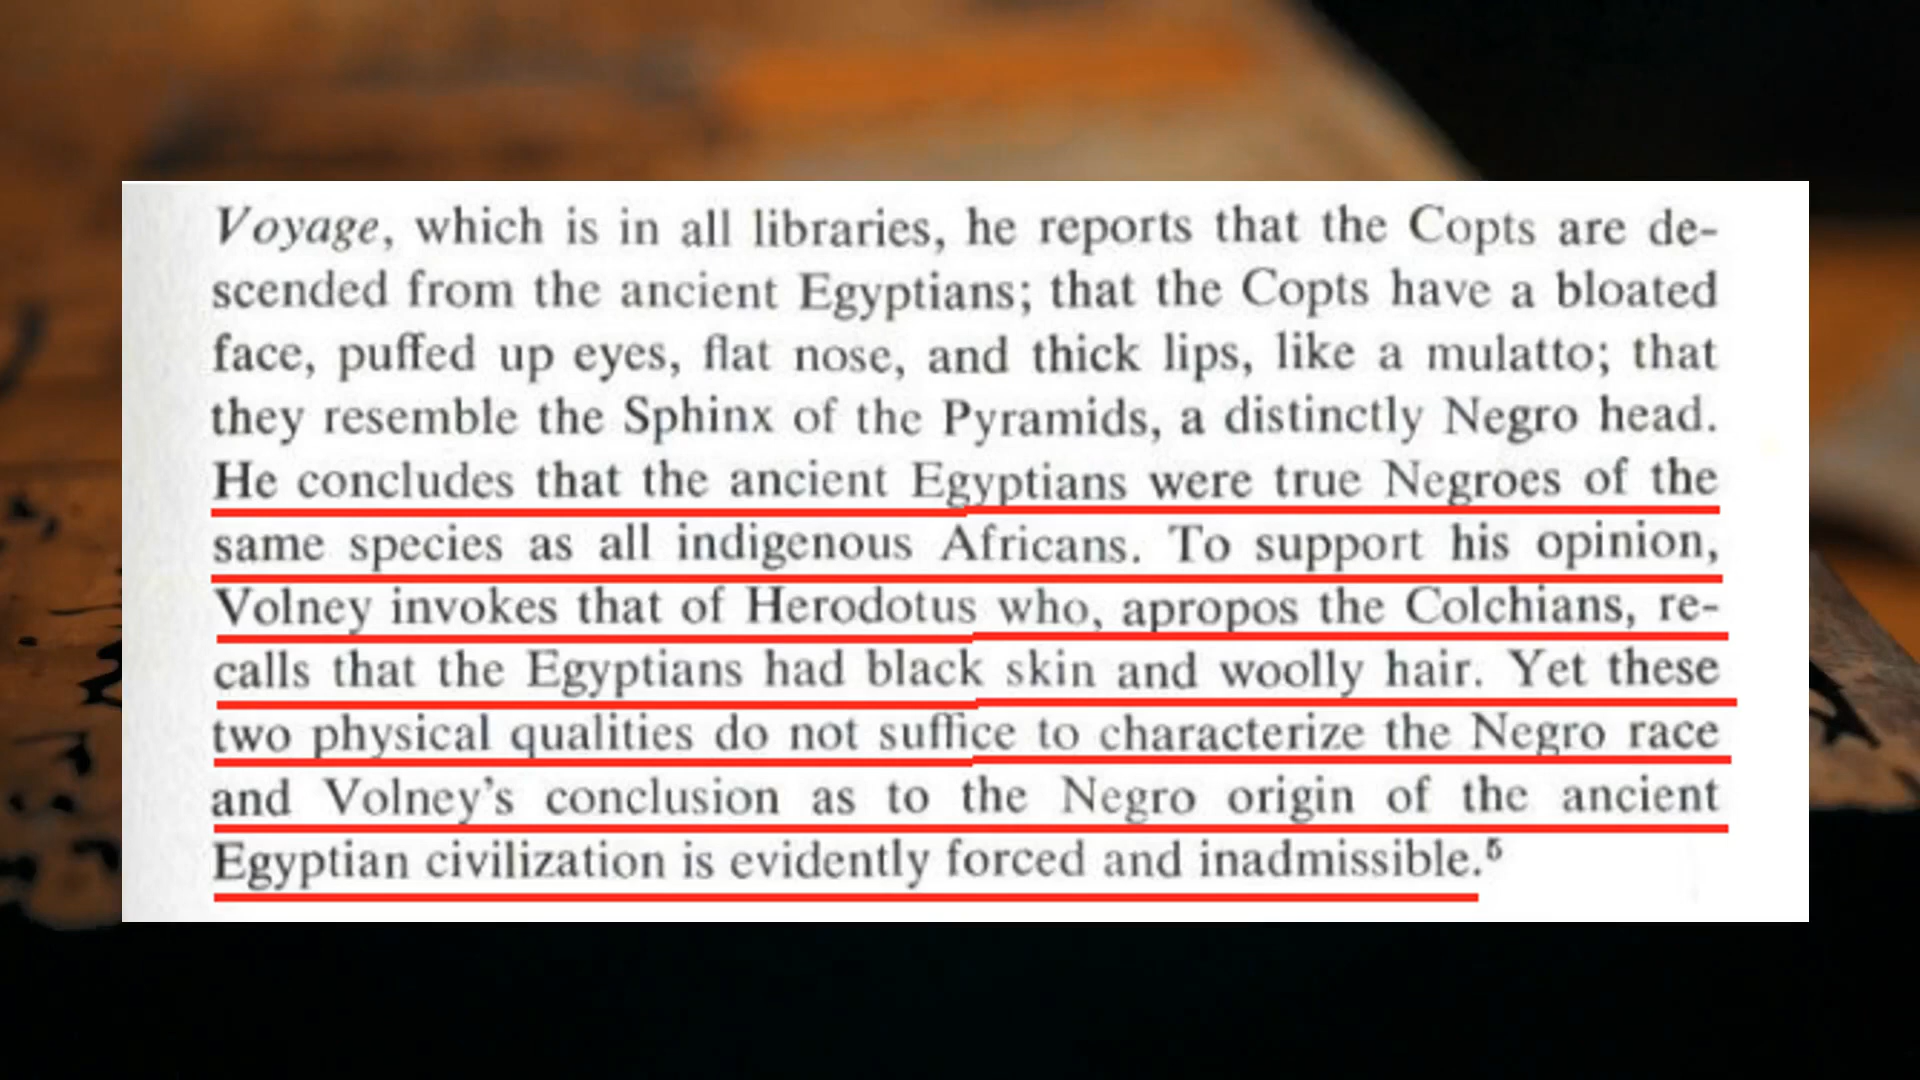 Voyage, which is in all libraries, he reports that the Copts are de-
scended from the ancient Egyptians; that the Copts have a bloated
face, puffed up eyes, flat nose, and thick lips, like a mulatto; that
they resemble the Sphinx of the Pyramids, a distinctly Negro head.
He concludes that the ancient Egyptians were true Negroes of the
same species as all indigenous Africans. To support his opinion,
Volney invokes that of Herodotus who, apropos the Colchians, re-
calls that the Egyptians had black skin and woolly hair. Yet these
two physical qualities do not suffice to characterize the Negro race
and Volney's conclusion as to the Negro origin of the ancient
Egyptian civilization is evidently forced and inadmissible.⁵